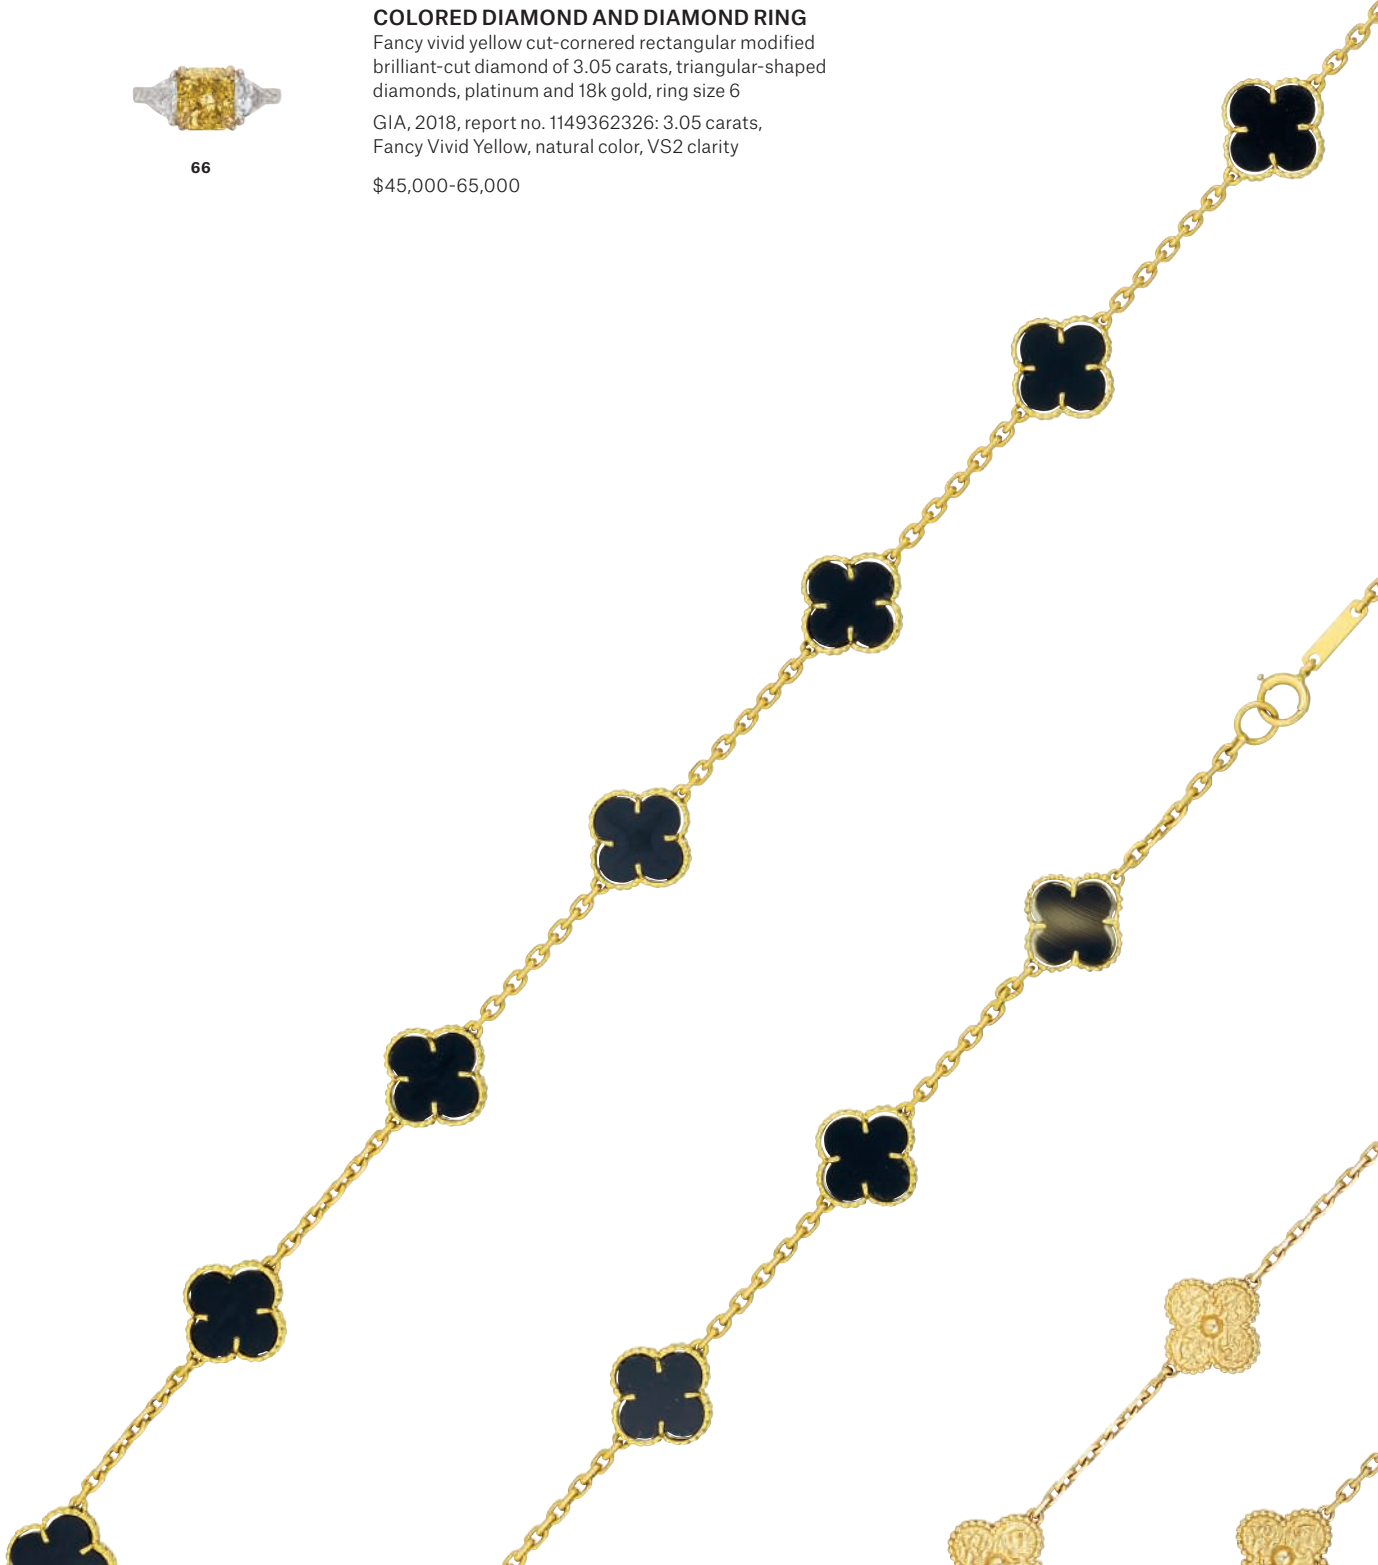 COLORED DIAMOND AND DIAMOND RING
Fancy vivid yellow cut-cornered rectangular modified
brilliant-cut diamond of 3.05 carats, triangular-shaped
diamonds, platinum and 18k gold, ring size 6
GIA, 2018, report no. 1149362326: 3.05 carats,
Fancy Vivid Yellow, natural color, VS2 clarity
$45,000-65,000
66